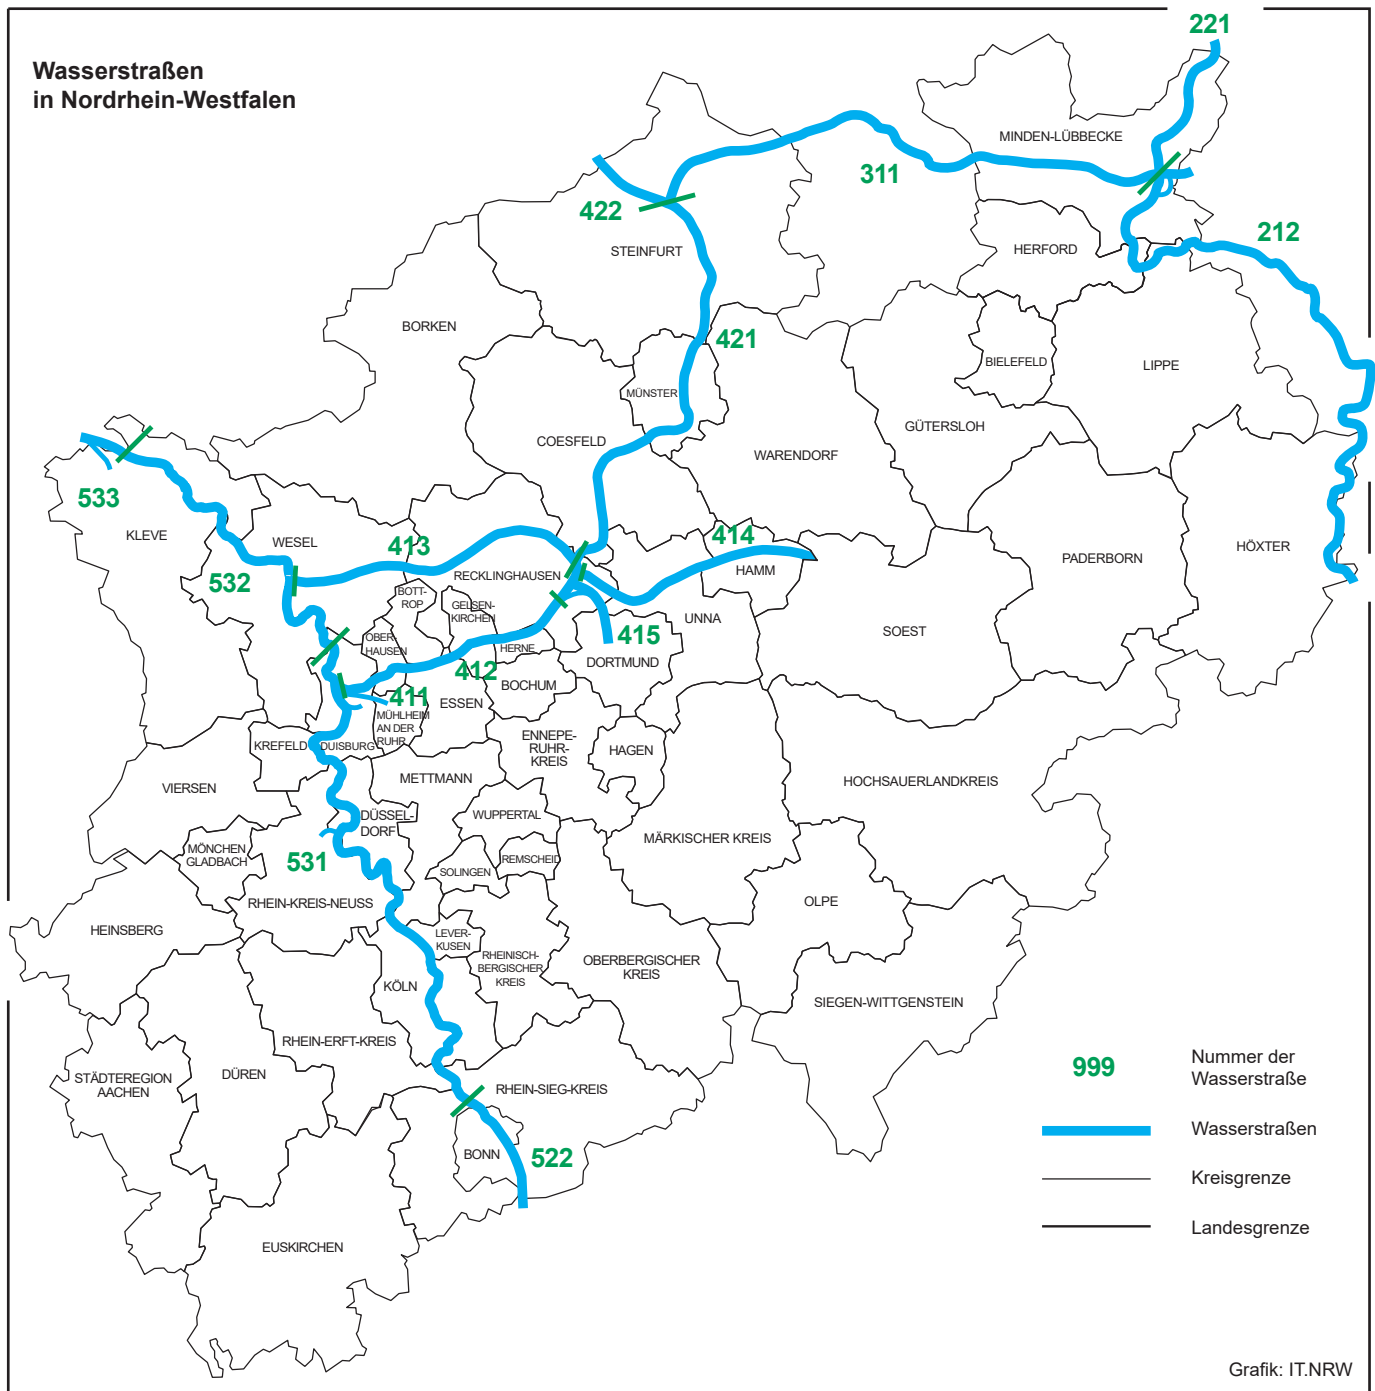 Wasserstraßen
in Nordrhein-Westfalen
221
MINDEN-LÜBBECKE
311
422
212
STEINFURT
HERFORD
BORKEN
421
BIELEFELD
LIPPE
MÜNSTER
GÜTERSLOH
COESFELD
WARENDORF
533
KLEVE
WESEL
413
414
HÖXTER
PADERBORN
532
RECKLINGHAUSEN
HAMM
BOTT-
ROP
GELSEN-
KIRCHEN
UNNA
SOEST
OBER-
HAUSEN
HERNE
415
DORTMUND
412
411
BOCHUM
ESSEN
MÜHLHEIM
AN DER
RUHR
KREFELD
DUISBURG
ENNEPE-
RUHR-
KREIS
HAGEN
METTMANN
HOCHSAUERLANDKREIS
VIERSEN
DÜSSEL-
DORF
WUPPERTAL
MÄRKISCHER KREIS
MÖNCHEN
GLADBACH
531
REMSCHEID
SOLINGEN
RHEIN-KREIS-NEUSS
OLPE
HEINSBERG
LEVER-
KUSEN
RHEINISCH-
BERGISCHER
KREIS
OBERBERGISCHER
KREIS
KÖLN
SIEGEN-WITTGENSTEIN
RHEIN-ERFT-KREIS
STÄDTEREGION
AACHEN
DÜREN
RHEIN-SIEG-KREIS
BONN
522
EUSKIRCHEN
999
Nummer der
Wasserstraße
Wasserstraßen
Kreisgrenze
Landesgrenze
Grafik: IT.NRW